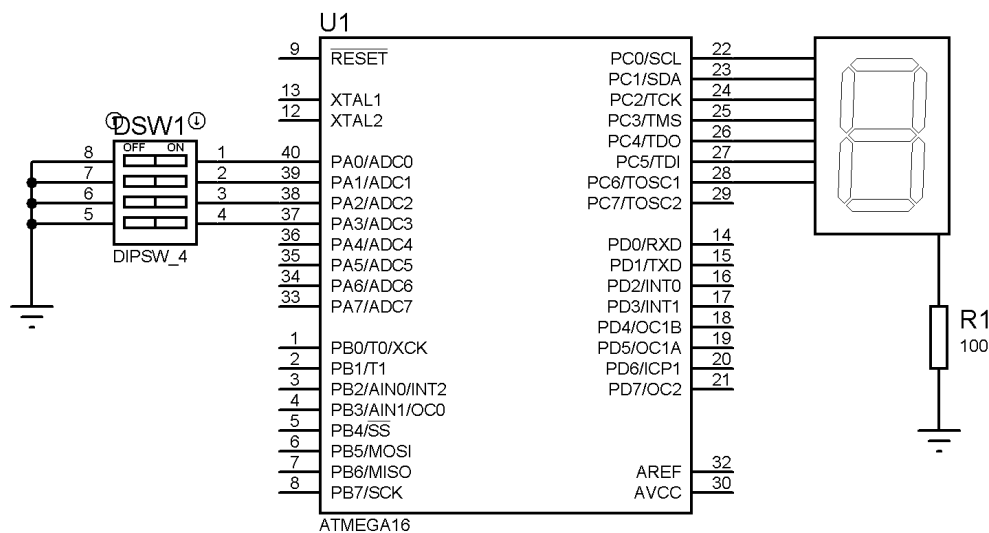 U1
9 RESET
13 XTAL1
12 XTAL2
DSW1
OFF ON
8 1
7 2
6 3
5 4
DIPSW_4
40 PA0/ADC0
39 PA1/ADC1
38 PA2/ADC2
37 PA3/ADC3
36 PA4/ADC4
35 PA5/ADC5
34 PA6/ADC6
33 PA7/ADC7
1 PB0/T0/XCK
2 PB1/T1
3 PB2/AIN0/INT2
4 PB3/AIN1/OC0
5 PB4/SS
6 PB5/MOSI
7 PB6/MISO
8 PB7/SCK
PC0/SCL 22
PC1/SDA 23
PC2/TCK 24
PC3/TMS 25
PC4/TDO 26
PC5/TDI 27
PC6/TOSC1 28
PC7/TOSC2 29
PD0/RXD 14
PD1/TXD 15
PD2/INT0 16
PD3/INT1 17
PD4/OC1B 18
PD5/OC1A 19
PD6/ICP1 20
PD7/OC2 21
AREF 32
AVCC 30
ATMEGA16
R1
100